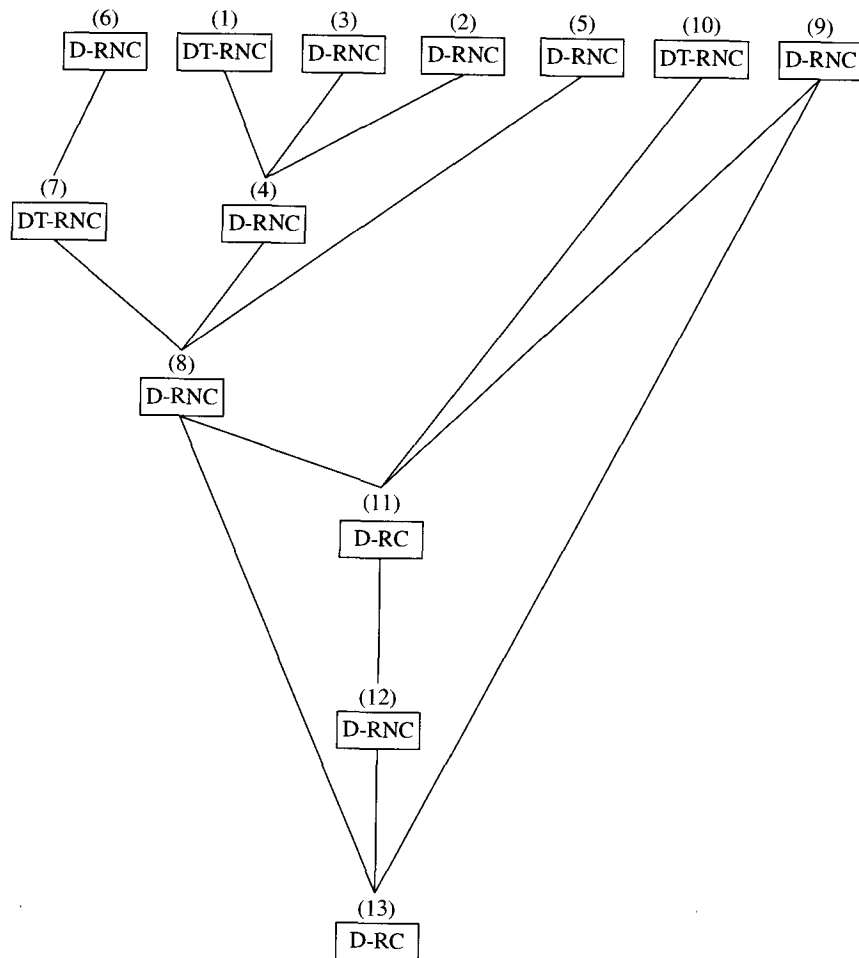 (6) (1) (3) (2) (5) (10) (9)
D-RNC DT-RNC D-RNC D-RNC D-RNC DT-RNC D-RNC
(7) (4)
DT-RNC D-RNC
(8)
D-RNC
(11)
D-RC
(12)
D-RNC
(13)
D-RC